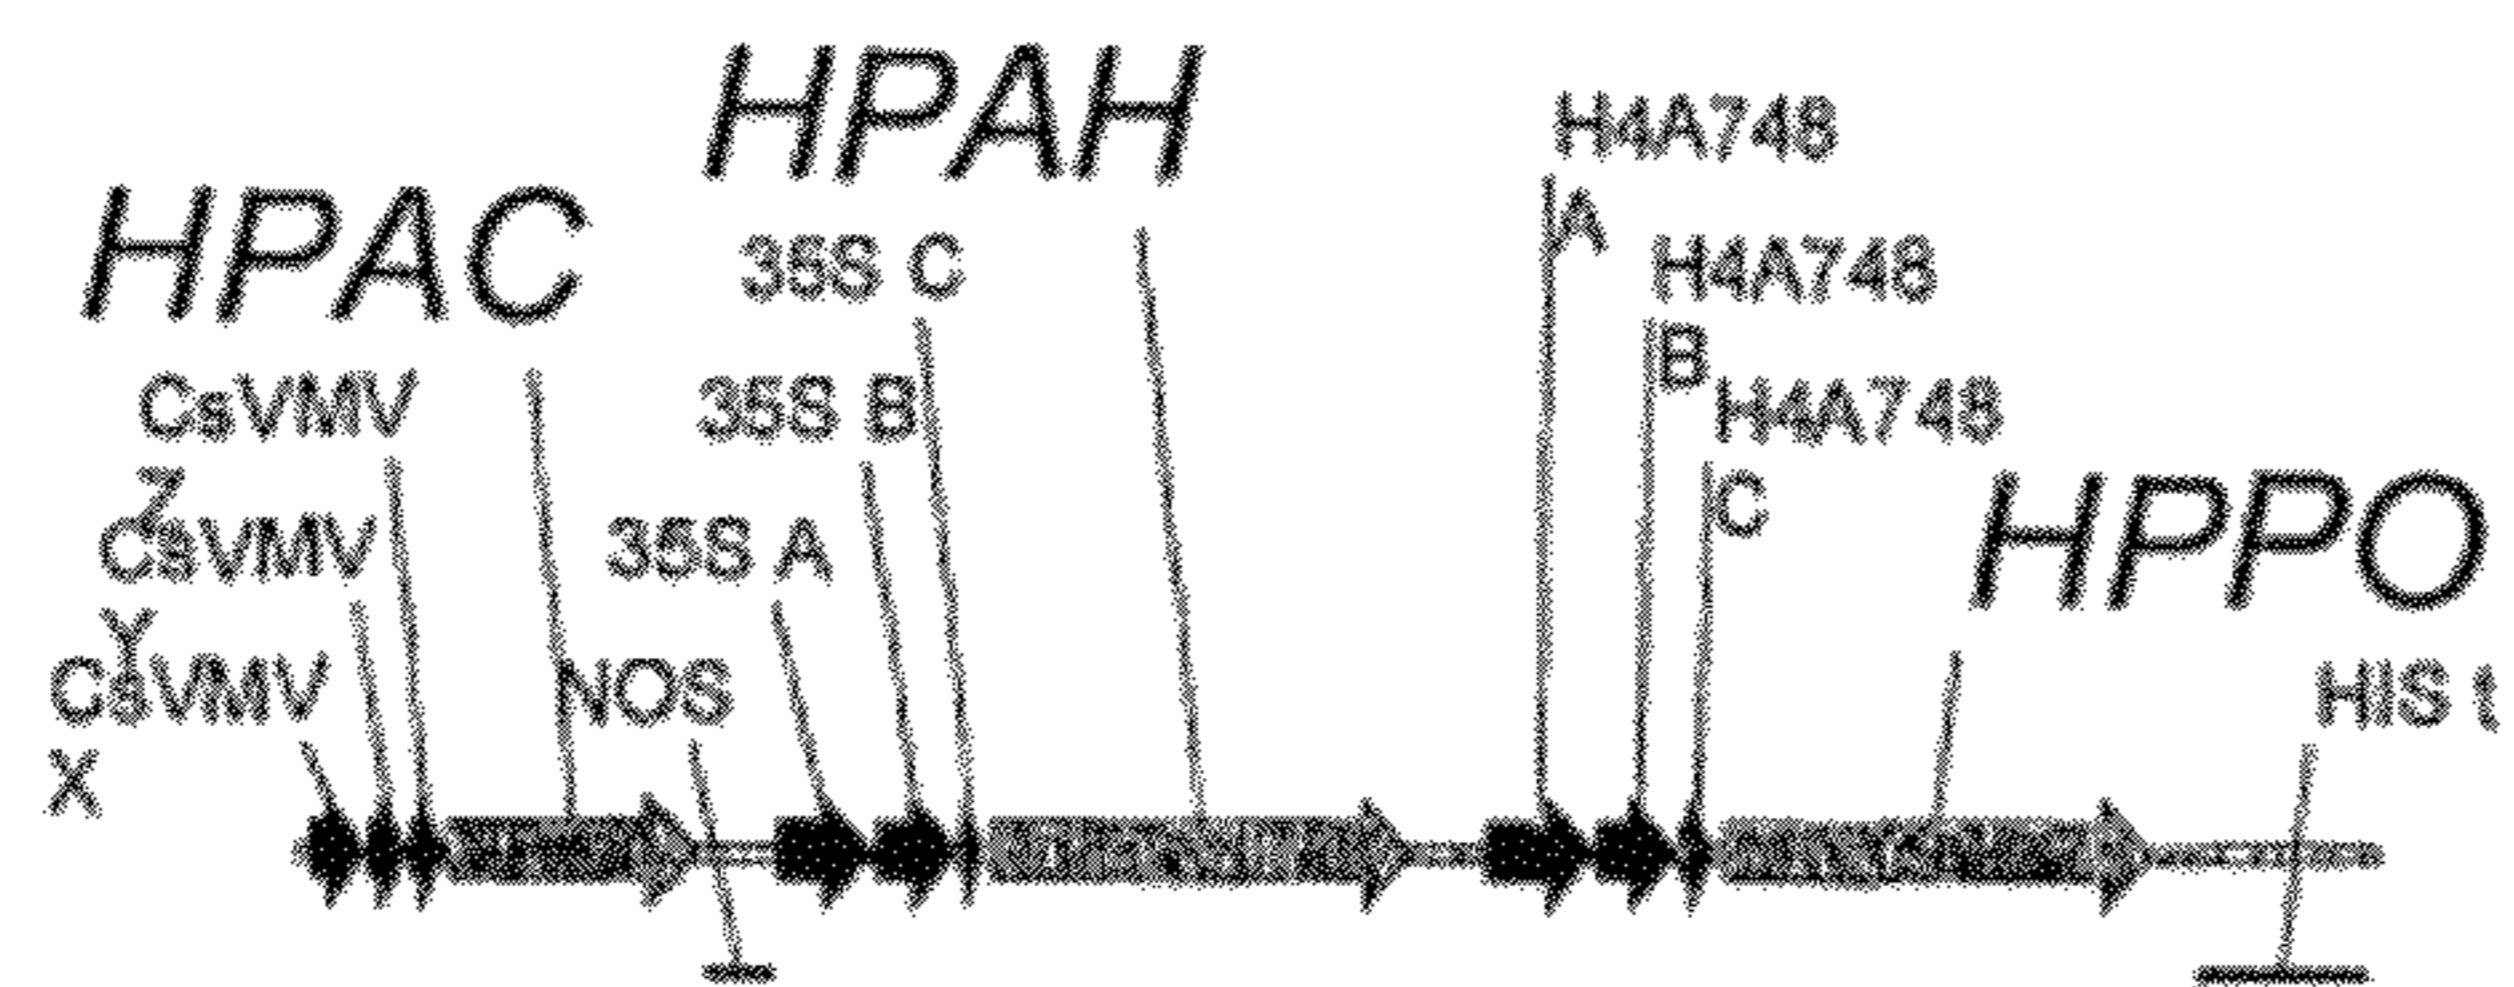 HPAH
H4A748
A
HPAC
35S C
H4A748
B
CsVMV
Z
35S B
H4A748
C
CsVMV
Y
35S A
HPPO
CsVMV
X
NOS
HIS t